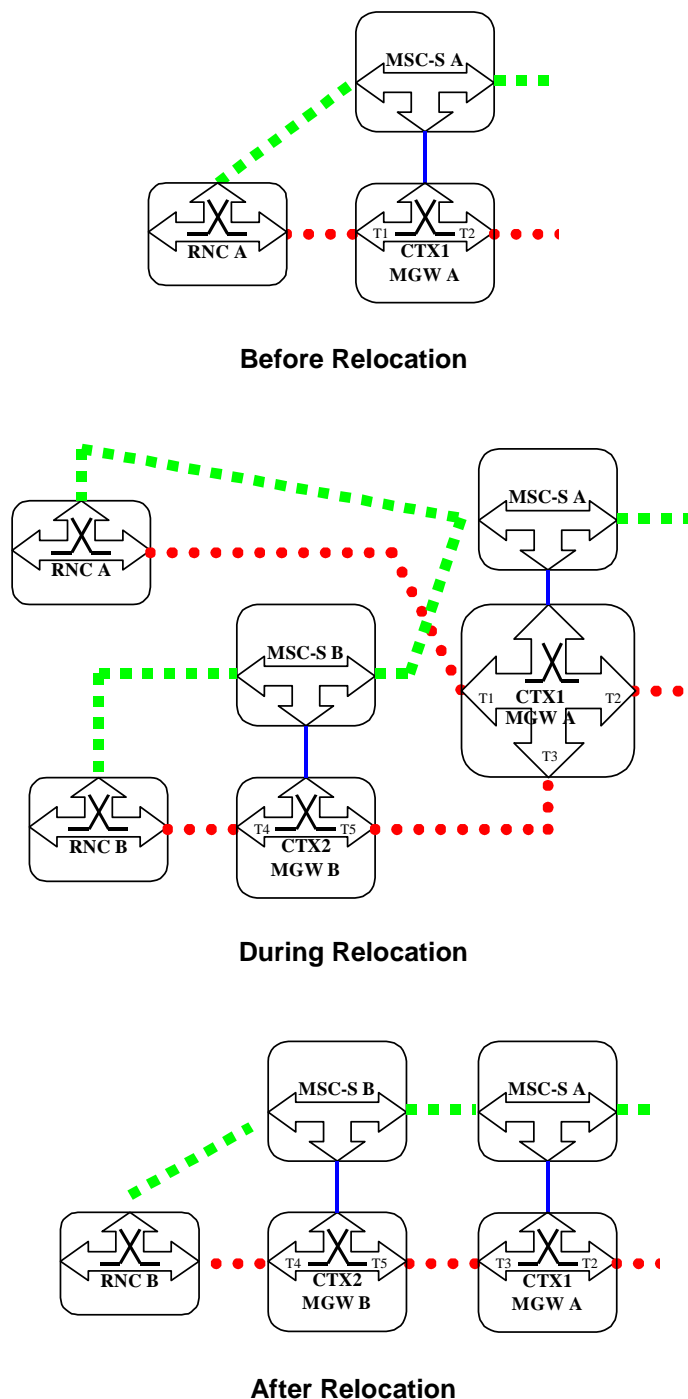 MSC-S A
T1
T2
RNC A
CTX1
MGW A
Before Relocation
MSC-S A
RNC A
MSC-S B
T1
CTX1
T2
MGW A
T3
T4
T5
RNC B
CTX2
MGW B
During Relocation
MSC-S B
MSC-S A
T4
T5
T3
T2
RNC B
CTX2
CTX1
MGW B
MGW A
After Relocation